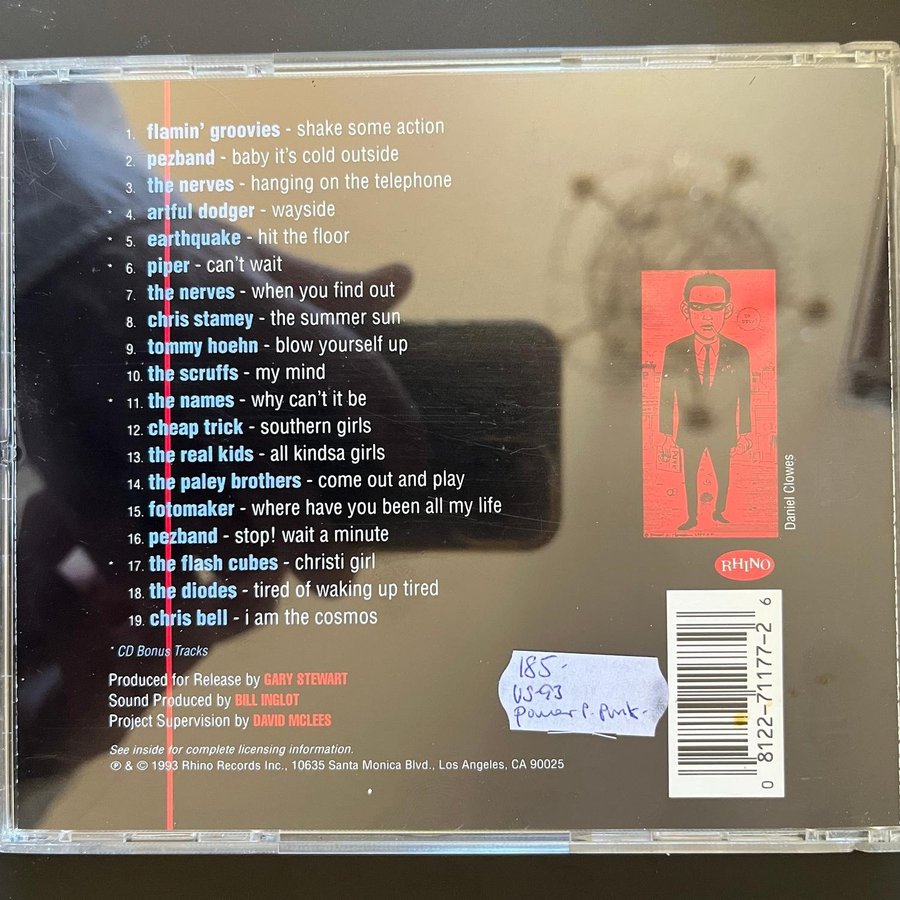 1. flamin' groovies - shake some action
2. pezband - baby it's cold outside
3. the nerves - hanging on the telephone
* 4. artful dodger - wayside
* 5. earthquake - hit the floor
* 6. piper - can't wait
7. the nerves - when you find out
8. chris stamey - the summer sun
9. tommy hoehn - blow yourself up
10. the scruffs - my mind
* 11. the names - why can't it be
12. cheap trick - southern girls
13. the real kids - all kindsa girls
14. the paley brothers - come out and play
15. fotomaker - where have you been all my life
16. pezband - stop! wait a minute
* 17. the flash cubes - christi girl
18. the diodes - tired of waking up tired
19. chris bell - i am the cosmos
* CD Bonus Tracks
Produced for Release by GARY STEWART
Sound Produced by BILL INGLOT
Project Supervision by DAVID MCLEES
See inside for complete licensing information.
℗ & © 1993 Rhino Records Inc., 10635 Santa Monica Blvd., Los Angeles, CA 90025
Daniel Clowes
RHINO
185-
US-93
Power P. Punk.
0 8122-71177-2 6